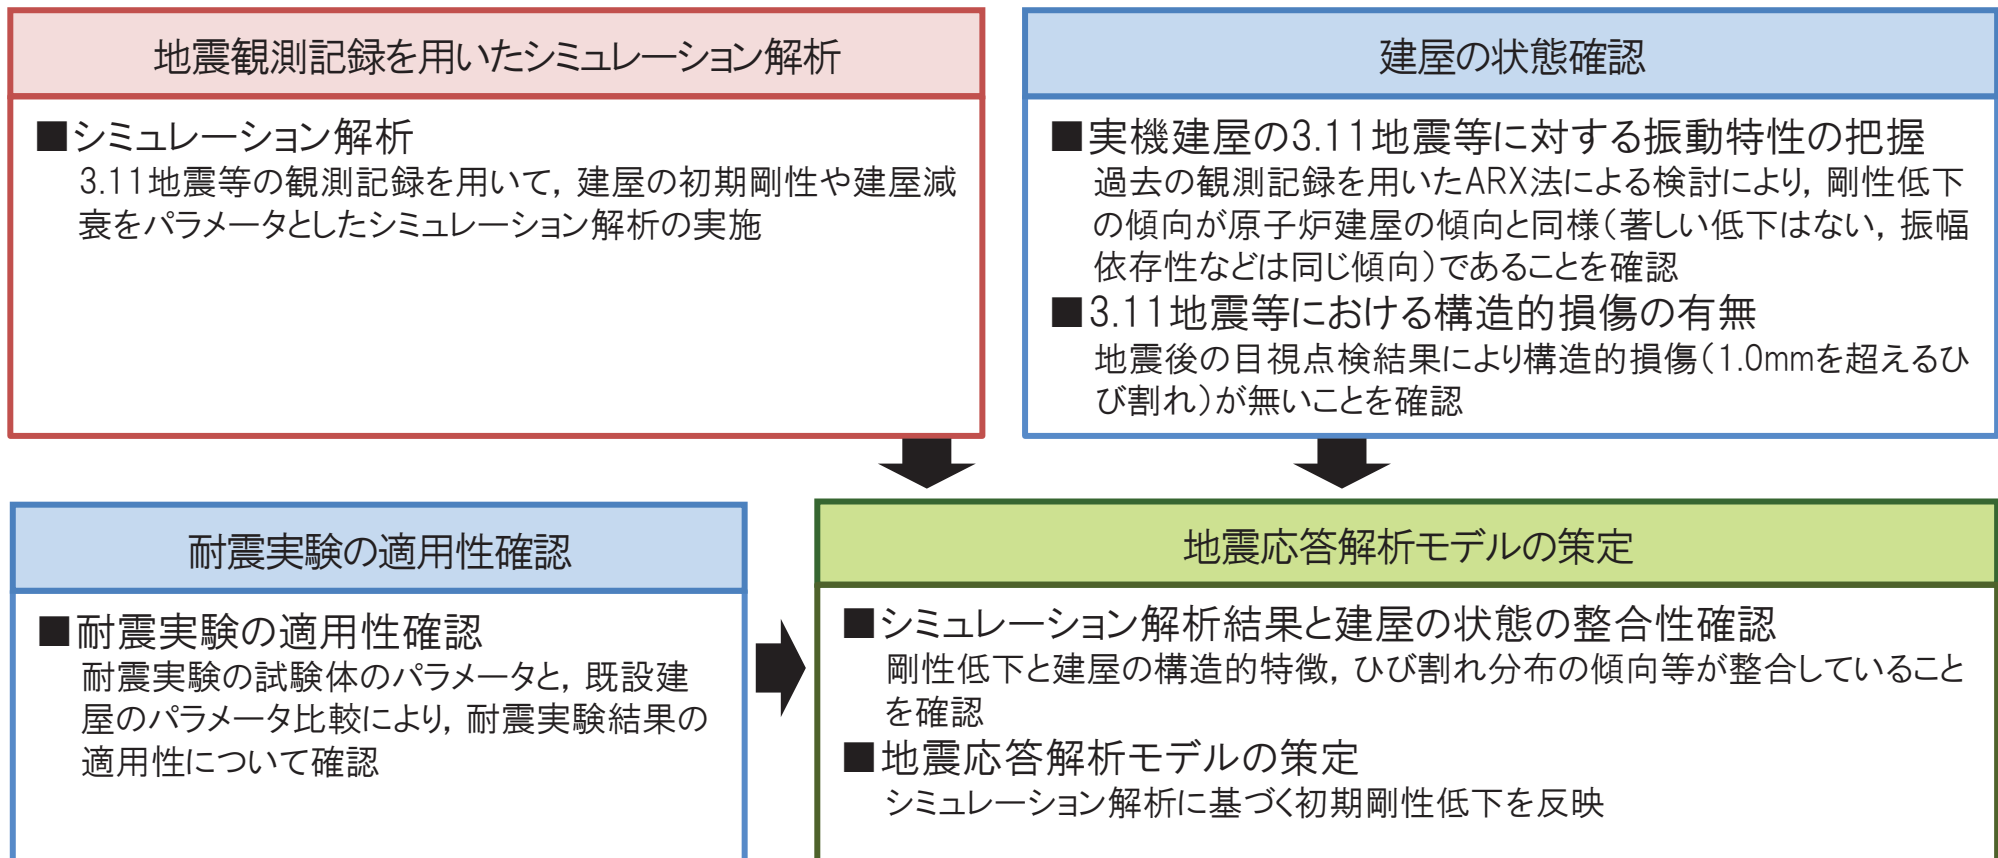 地震観測記録を用いたシミュレーション解析
■シミュレーション解析
3.11地震等の観測記録を用いて，建屋の初期剛性や建屋減
衰をパラメータとしたシミュレーション解析の実施
建屋の状態確認
■実機建屋の3.11地震等に対する振動特性の把握
過去の観測記録を用いたARX法による検討により，剛性低下
の傾向が原子炉建屋の傾向と同様（著しい低下はない，振幅
依存性などは同じ傾向）であることを確認
■3.11地震等における構造的損傷の有無
地震後の目視点検結果により構造的損傷（1.0mmを超えるひ
び割れ）が無いことを確認
耐震実験の適用性確認
■耐震実験の適用性確認
耐震実験の試験体のパラメータと，既設建
屋のパラメータ比較により，耐震実験結果の
適用性について確認
地震応答解析モデルの策定
■シミュレーション解析結果と建屋の状態の整合性確認
剛性低下と建屋の構造的特徴，ひび割れ分布の傾向等が整合していること
を確認
■地震応答解析モデルの策定
シミュレーション解析に基づく初期剛性低下を反映